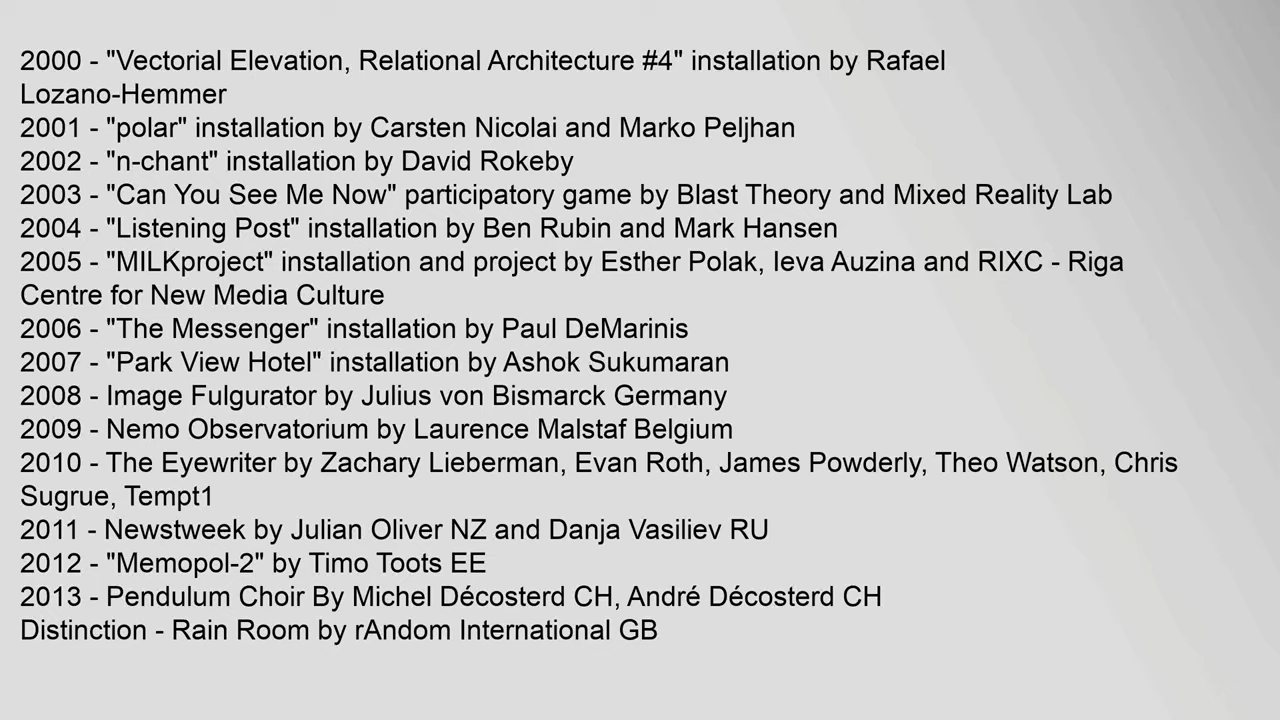 2000 - "Vectorial Elevation, Relational Architecture #4" installation by Rafael
Lozano-Hemmer
2001 - "polar" installation by Carsten Nicolai and Marko Peljhan
2002 - "n-chant" installation by David Rokeby
2003 - "Can You See Me Now" participatory game by Blast Theory and Mixed Reality Lab
2004 - "Listening Post" installation by Ben Rubin and Mark Hansen
2005 - "MILKproject" installation and project by Esther Polak, Ieva Auzina and RIXC - Riga
Centre for New Media Culture
2006 - "The Messenger" installation by Paul DeMarinis
2007 - "Park View Hotel" installation by Ashok Sukumaran
2008 - Image Fulgurator by Julius von Bismarck Germany
2009 - Nemo Observatorium by Laurence Malstaf Belgium
2010 - The Eyewriter by Zachary Lieberman, Evan Roth, James Powderly, Theo Watson, Chris
Sugrue, Tempt1
2011 - Newstweek by Julian Oliver NZ and Danja Vasiliev RU
2012 - "Memopol-2" by Timo Toots EE
2013 - Pendulum Choir By Michel Décosterd CH, André Décosterd CH
Distinction - Rain Room by rAndom International GB